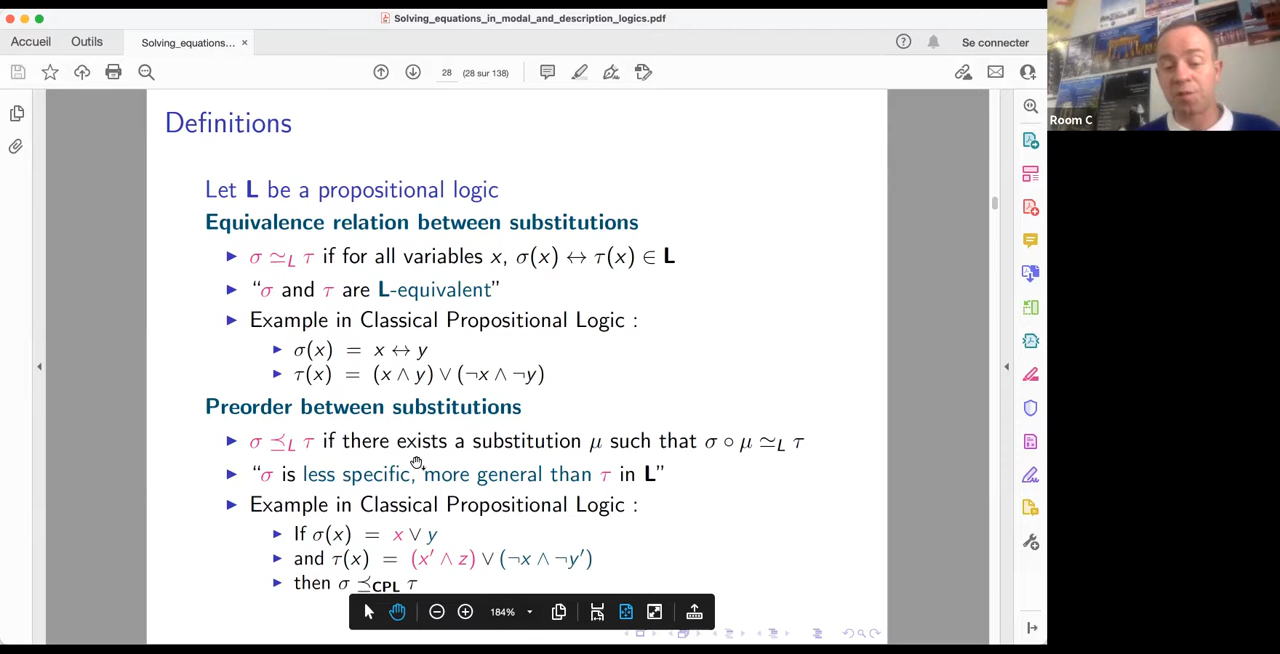 Solving_equations_in_modal_and_description_logics.pdf
Accueil Outils Solving_equations... × Se connecter
28 (28 sur 138)
Room C
Definitions
Let L be a propositional logic
Equivalence relation between substitutions
▶ σ ≃L τ if for all variables x, σ(x) ↔ τ(x) ∈ L
▶ “σ and τ are L-equivalent”
▶ Example in Classical Propositional Logic :
▶ σ(x) = x ↔ y
▶ τ(x) = (x ∧ y) ∨ (¬x ∧ ¬y)
Preorder between substitutions
▶ σ ⪯L τ if there exists a substitution μ such that σ ∘ μ ≃L τ
▶ “σ is less specific, more general than τ in L”
▶ Example in Classical Propositional Logic :
▶ If σ(x) = x ∨ y
▶ and τ(x) = (x′ ∧ z) ∨ (¬x ∧ ¬y′)
▶ then σ ⪯CPL τ
184%